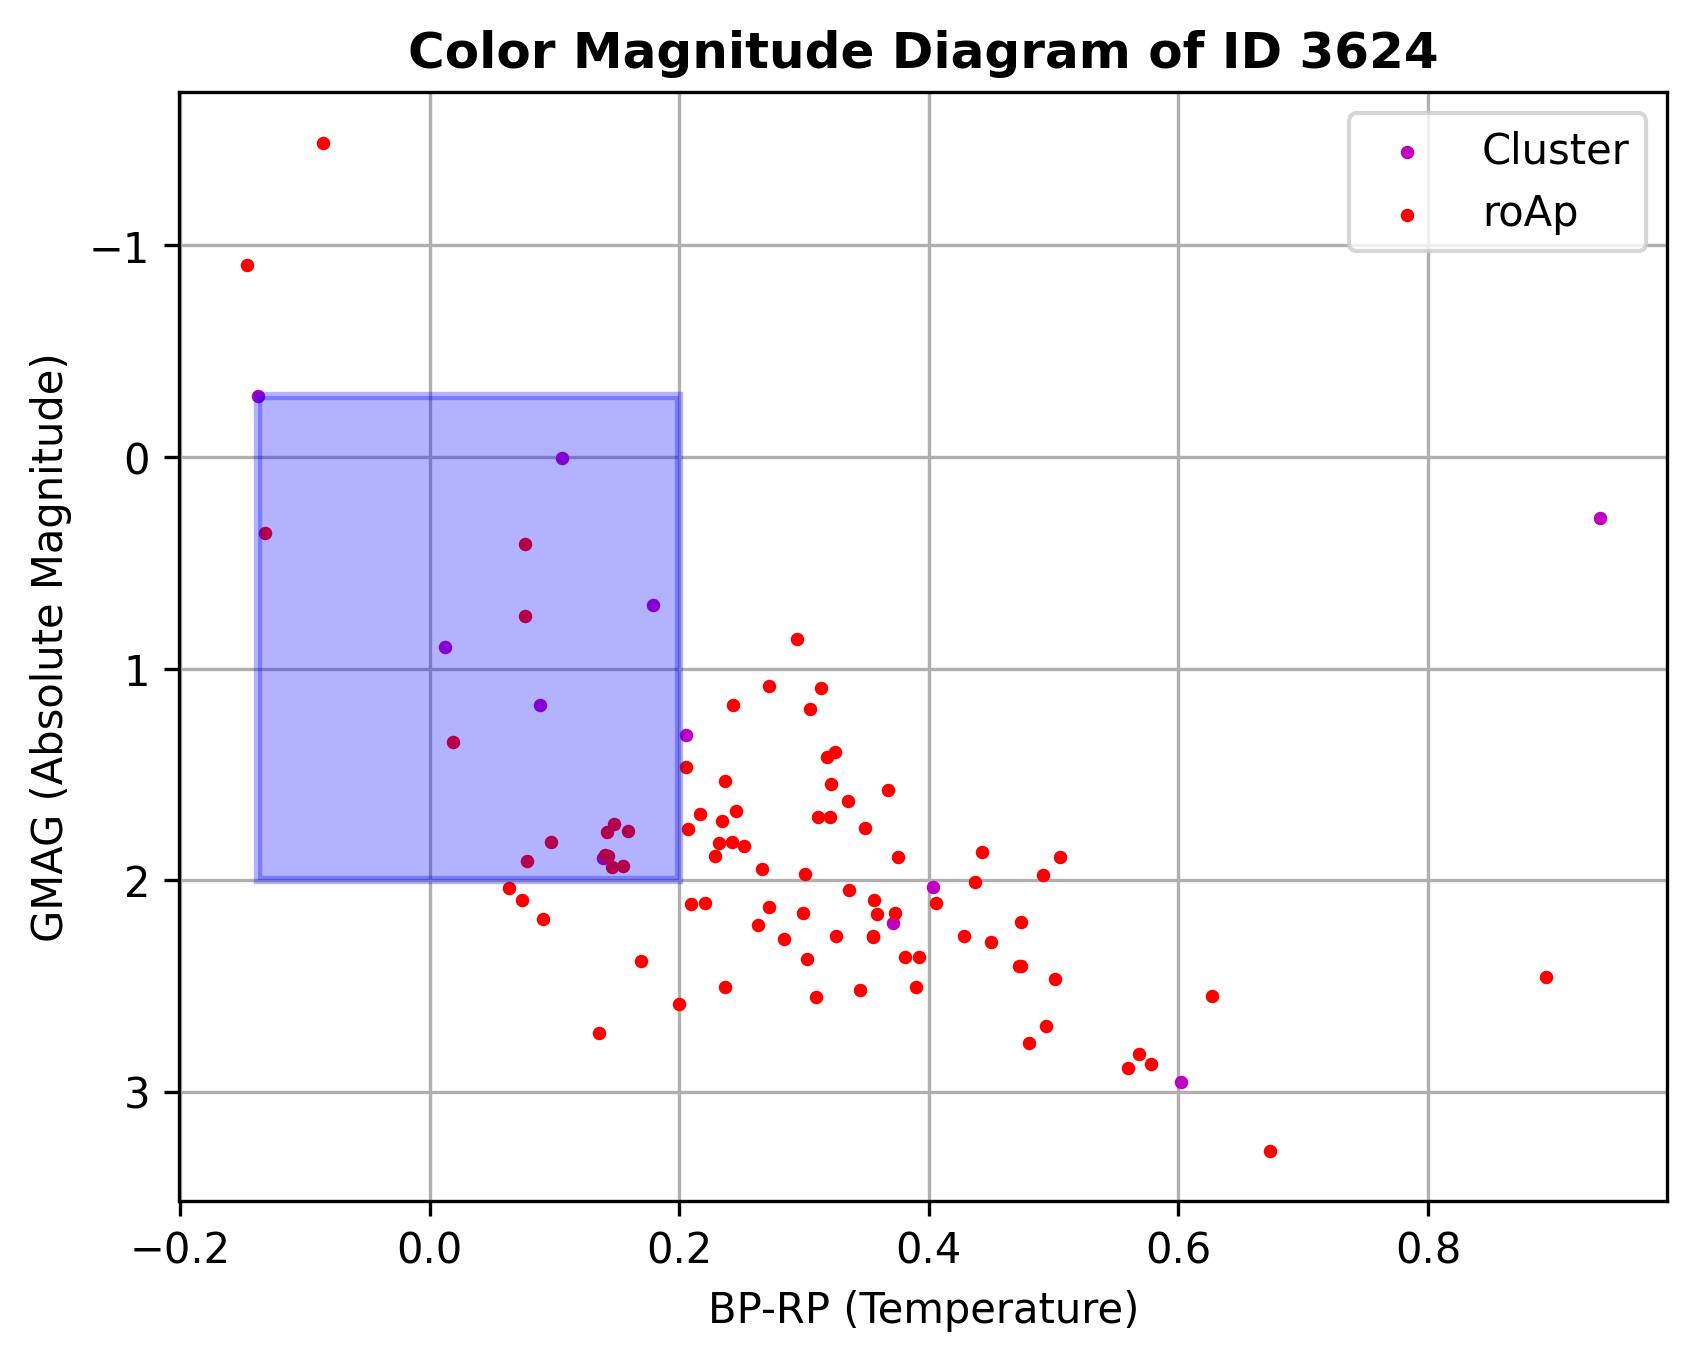 Color Magnitude Diagram of ID 3624
Cluster
roAp
GMAG (Absolute Magnitude)
−1
0
1
2
3
−0.2 0.0 0.2 0.4 0.6 0.8
BP-RP (Temperature)